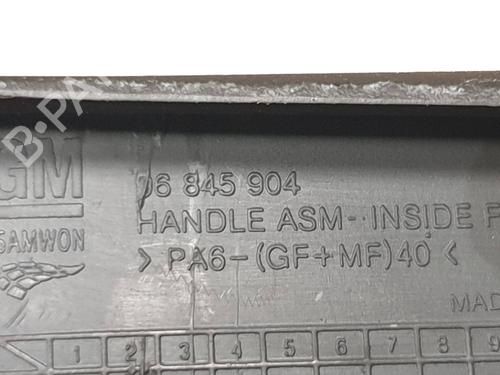 GM
96 845 904
HANDLE ASM-INSIDE F
SAMWON
> PA6-(GF+MF)40 <
MAD
1 2 3 4 5 6 7 8 9
B-PA